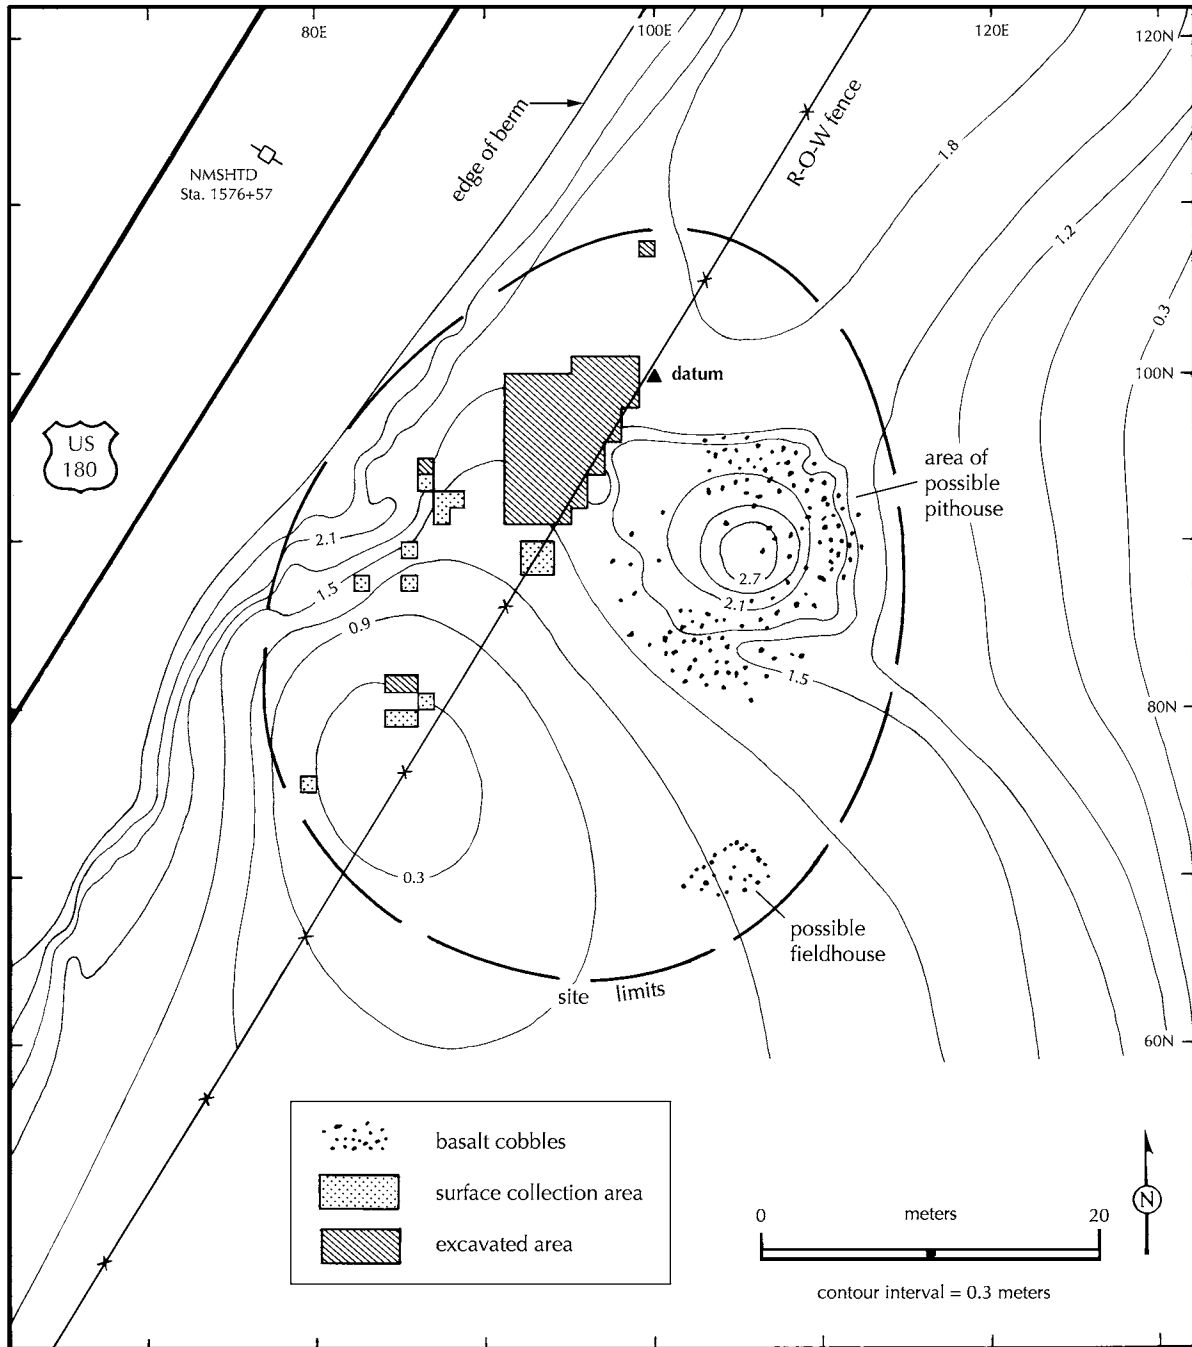 80E
100E
120E
120N
edge of berm
R-O-W fence
1.8
NMSHTD
Sta. 1576+57
1.2
0.3
datum
100N
US
180
area of
possible
pithouse
2.1
2.7
1.5
2.1
0.9
1.5
80N
0.3
possible
fieldhouse
site limits
60N
basalt cobbles
surface collection area
excavated area
0 meters 20
N
contour interval = 0.3 meters